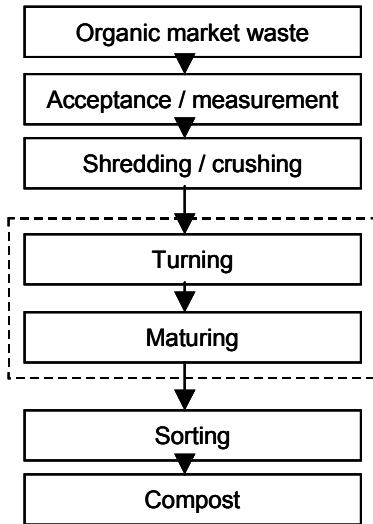 Organic market waste
Acceptance / measurement
Shredding / crushing
Turning
Maturing
Sorting
Compost